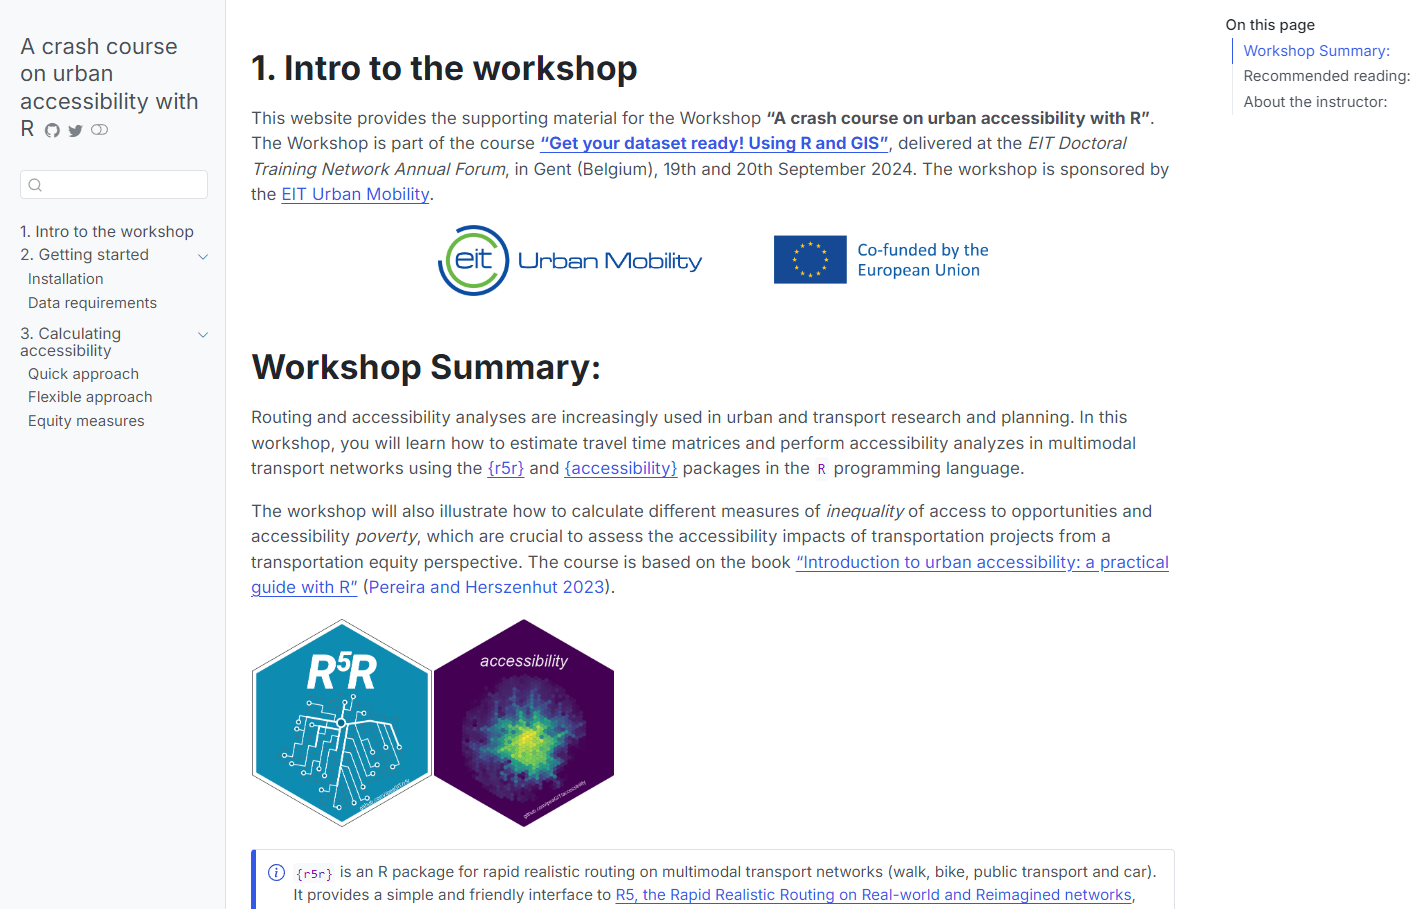 A crash course
on urban
accessibility with
R
1. Intro to the workshop
2. Getting started
Installation
Data requirements
3. Calculating
accessibility
Quick approach
Flexible approach
Equity measures
1. Intro to the workshop
This website provides the supporting material for the Workshop “A crash course on urban accessibility with R”.
The Workshop is part of the course “Get your dataset ready! Using R and GIS”, delivered at the EIT Doctoral
Training Network Annual Forum, in Gent (Belgium), 19th and 20th September 2024. The workshop is sponsored by
the EIT Urban Mobility.
eit Urban Mobility
Co-funded by the
European Union
Workshop Summary:
Routing and accessibility analyses are increasingly used in urban and transport research and planning. In this
workshop, you will learn how to estimate travel time matrices and perform accessibility analyzes in multimodal
transport networks using the {r5r} and {accessibility} packages in the R programming language.
The workshop will also illustrate how to calculate different measures of inequality of access to opportunities and
accessibility poverty, which are crucial to assess the accessibility impacts of transportation projects from a
transportation equity perspective. The course is based on the book “Introduction to urban accessibility: a practical
guide with R” (Pereira and Herszenhut 2023).
R5R
accessibility
{r5r} is an R package for rapid realistic routing on multimodal transport networks (walk, bike, public transport and car).
It provides a simple and friendly interface to R5, the Rapid Realistic Routing on Real-world and Reimagined networks,
On this page
Workshop Summary:
Recommended reading:
About the instructor: